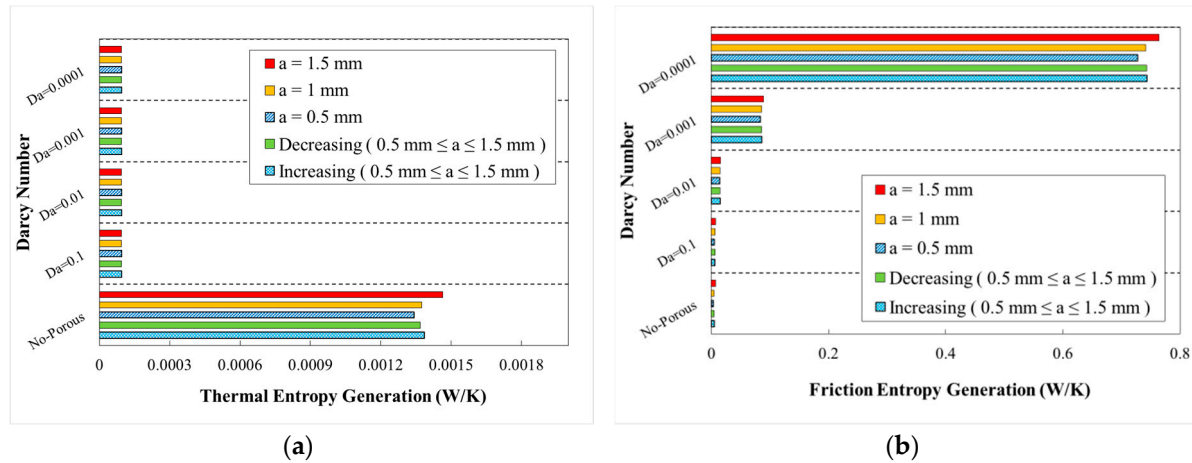 Darcy Number
Da=0.0001
Da=0.001
Da=0.01
Da=0.1
No-Porous
a = 1.5 mm
a = 1 mm
a = 0.5 mm
Decreasing ( 0.5 mm ≤ a ≤ 1.5 mm )
Increasing ( 0.5 mm ≤ a ≤ 1.5 mm )
0 0.0003 0.0006 0.0009 0.0012 0.0015 0.0018
Thermal Entropy Generation (W/K)
(a)
Darcy Number
Da=0.0001
Da=0.001
Da=0.01
Da=0.1
No-Porous
a = 1.5 mm
a = 1 mm
a = 0.5 mm
Decreasing ( 0.5 mm ≤ a ≤ 1.5 mm )
Increasing ( 0.5 mm ≤ a ≤ 1.5 mm )
0 0.2 0.4 0.6 0.8
Friction Entropy Generation (W/K)
(b)